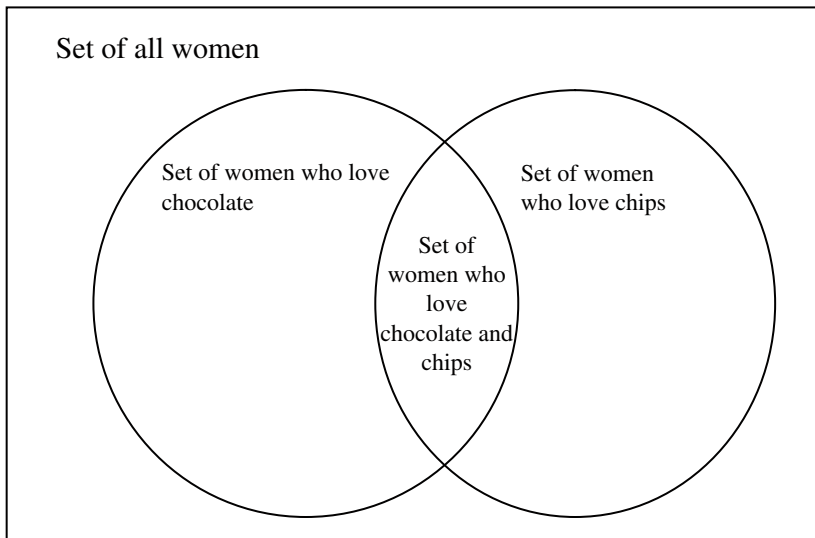 Set of all women
Set of women who love
chocolate
Set of women
who love chips
Set of
women who
love
chocolate and
chips